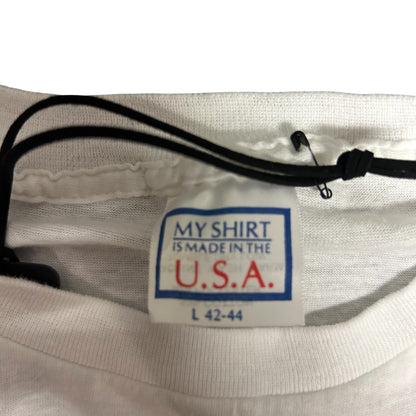 MY SHIRT
IS MADE IN THE
U.S.A.
L 42-44